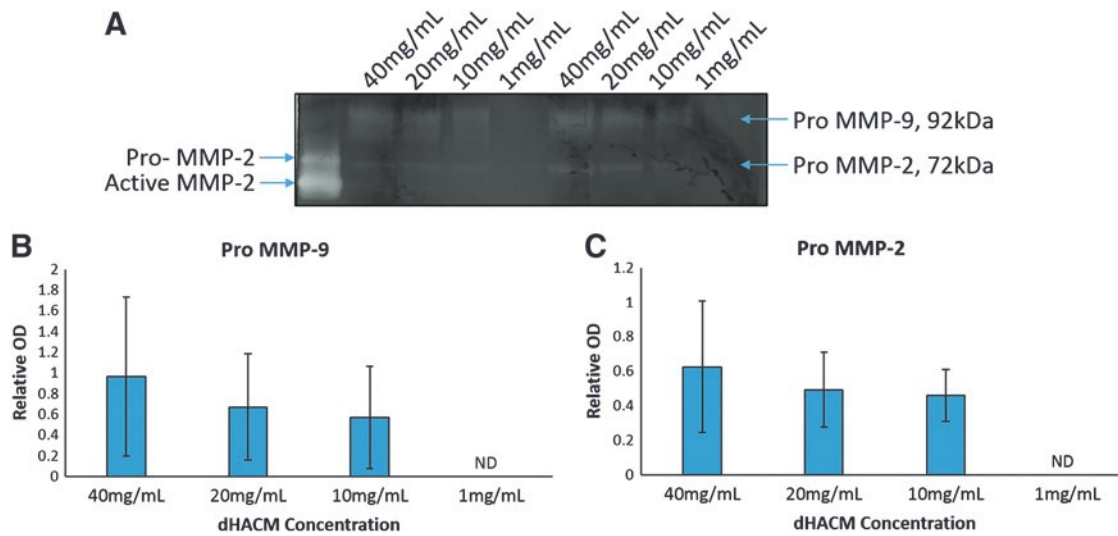 A
40mg/mL 20mg/mL 10mg/mL 1mg/mL 40mg/mL 20mg/mL 10mg/mL 1mg/mL
Pro MMP-9, 92kDa
Pro- MMP-2
Pro MMP-2, 72kDa
Active MMP-2
B
Pro MMP-9
Relative OD
2
1.8
1.6
1.4
1.2
1
0.8
0.6
0.4
0.2
0
ND
40mg/mL 20mg/mL 10mg/mL 1mg/mL
dHACM Concentration
C
Pro MMP-2
Relative OD
1.2
1
0.8
0.6
0.4
0.2
0
ND
40mg/mL 20mg/mL 10mg/mL 1mg/mL
dHACM Concentration